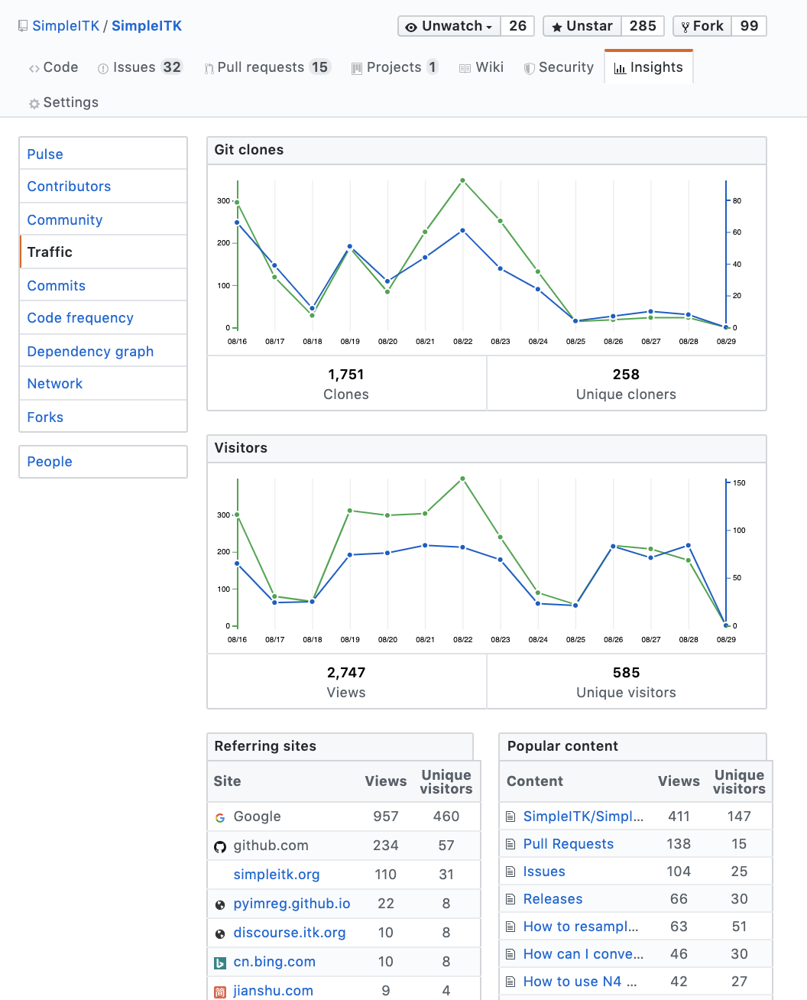 SimpleITK / SimpleITK
Unwatch 26 Unstar 285 Fork 99
Code Issues 32 Pull requests 15 Projects 1 Wiki Security Insights
Settings
Pulse
Contributors
Community
Traffic
Commits
Code frequency
Dependency graph
Network
Forks
People
Git clones
300
200
100
0
80
60
40
20
0
08/16 08/17 08/18 08/19 08/20 08/21 08/22 08/23 08/24 08/25 08/26 08/27 08/28 08/29
1,751 258
Clones Unique cloners
Visitors
300
200
100
0
150
100
50
0
08/16 08/17 08/18 08/19 08/20 08/21 08/22 08/23 08/24 08/25 08/26 08/27 08/28 08/29
2,747 585
Views Unique visitors
Referring sites
Site Views Unique visitors
Google 957 460
github.com 234 57
simpleitk.org 110 31
pyimreg.github.io 22 8
discourse.itk.org 10 8
cn.bing.com 10 8
简 jianshu.com 9 4
Popular content
Content Views Unique visitors
SimpleITK/Simpl... 411 147
Pull Requests 138 15
Issues 104 25
Releases 66 30
How to resampl... 63 51
How can I conve... 46 30
How to use N4 ... 42 27